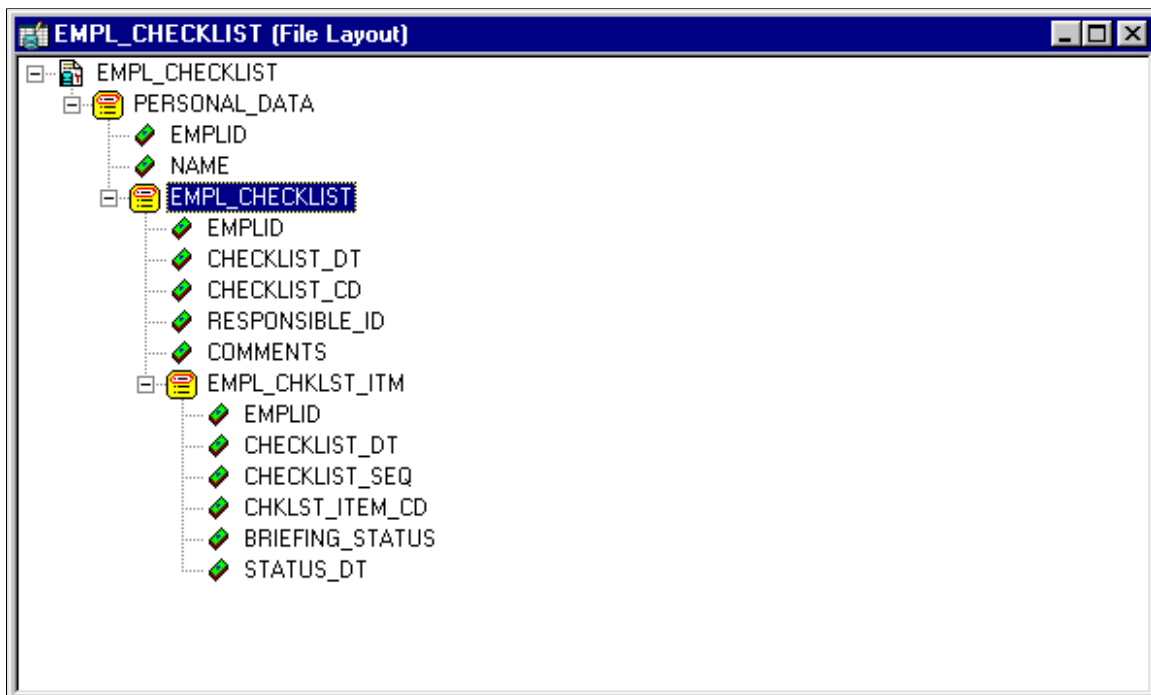 EMPL_CHECKLIST (File Layout)
EMPL_CHECKLIST
PERSONAL_DATA
EMPLID
NAME
EMPL_CHECKLIST
EMPLID
CHECKLIST_DT
CHECKLIST_CD
RESPONSIBLE_ID
COMMENTS
EMPL_CHKLST_ITM
EMPLID
CHECKLIST_DT
CHECKLIST_SEQ
CHKLST_ITEM_CD
BRIEFING_STATUS
STATUS_DT